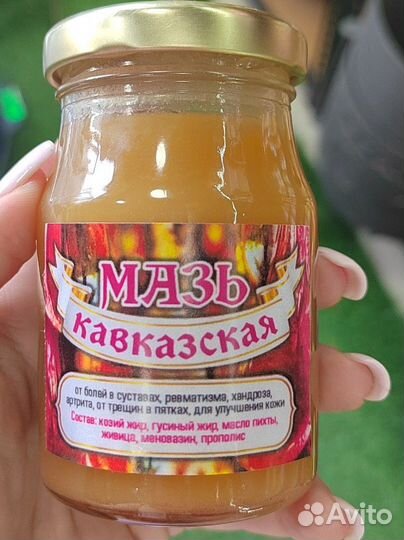 МАЗЬ
кавказская
от болей в суставах, ревматизма, хандроза,
артрита, от трещин в пятках, для улучшения кожи
Состав: козий жир, гусиный жир, масло пихты,
живица, меновазин, прополис
Avito